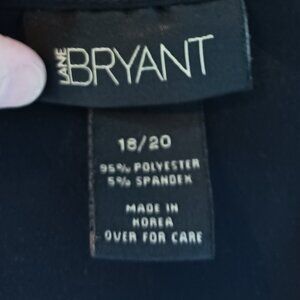 LANE BRYANT
18/20
95% POLYESTER
5% SPANDEX
MADE IN
KOREA
OVER FOR CARE